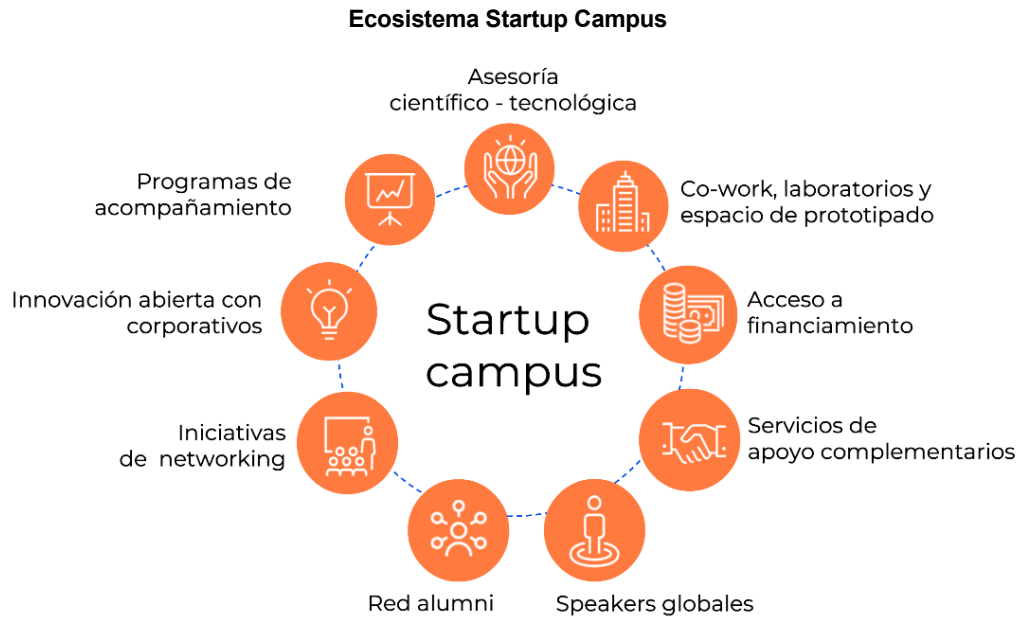 Ecosistema Startup Campus
Asesoría
científico - tecnológica
Co-work, laboratorios y
espacio de prototipado
Acceso a
financiamiento
Servicios de
apoyo complementarios
Speakers globales
Red alumni
Iniciativas
de networking
Innovación abierta con
corporativos
Programas de
acompañamiento
Startup
campus